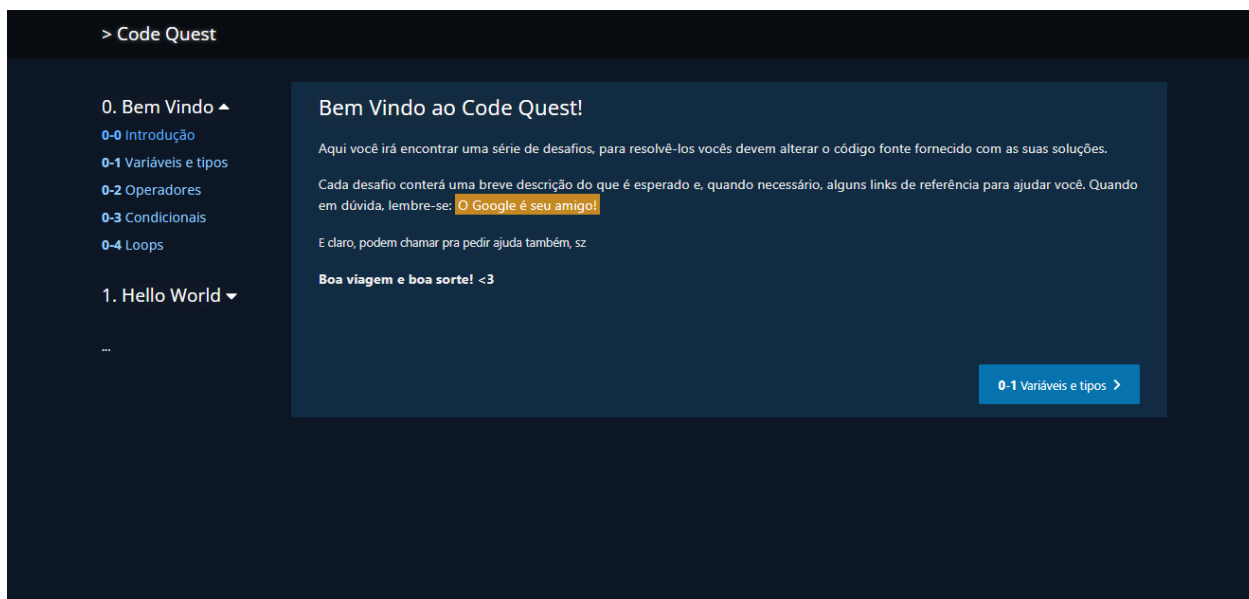 > Code Quest
0. Bem Vindo
0-0 Introdução
0-1 Variáveis e tipos
0-2 Operadores
0-3 Condicionais
0-4 Loops
1. Hello World
...
Bem Vindo ao Code Quest!
Aqui você irá encontrar uma série de desafios, para resolvê-los vocês devem alterar o código fonte fornecido com as suas soluções.
Cada desafio conterá uma breve descrição do que é esperado e, quando necessário, alguns links de referência para ajudar você. Quando
em dúvida, lembre-se: O Google é seu amigo!
E claro, podem chamar pra pedir ajuda também, sz
Boa viagem e boa sorte! <3
0-1 Variáveis e tipos